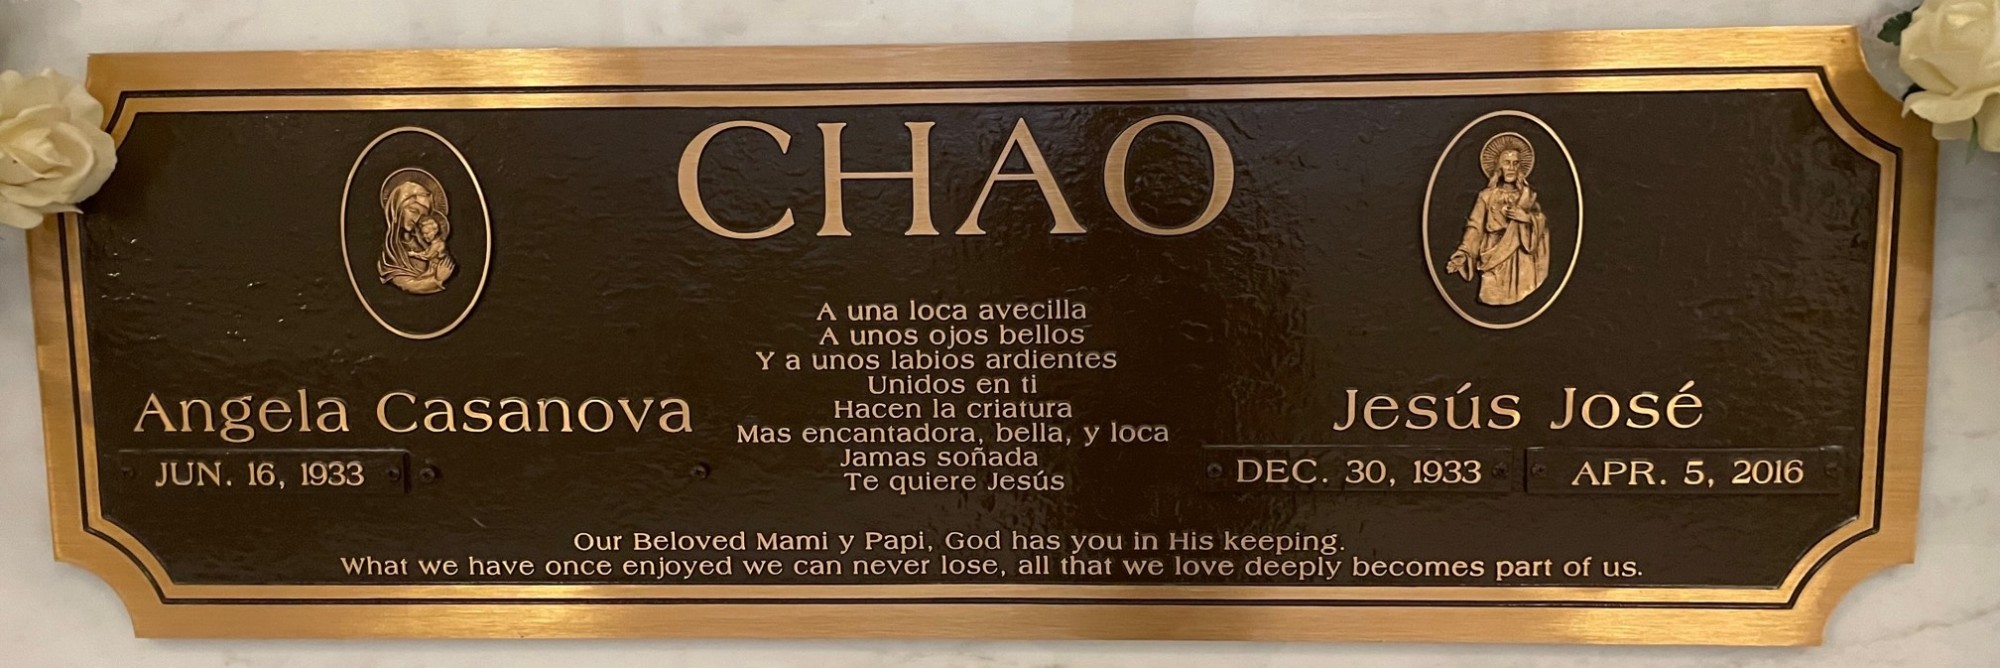 CHAO
A una loca avecilla
A unos ojos bellos
Y a unos labios ardientes
Unidos en ti
Hacen la criatura
Mas encantadora, bella, y loca
Jamas soñada
Te quiere Jesús
Angela Casanova
JUN. 16, 1933
Jesús José
DEC. 30, 1933 APR. 5, 2016
Our Beloved Mami y Papi, God has you in His keeping.
What we have once enjoyed we can never lose, all that we love deeply becomes part of us.